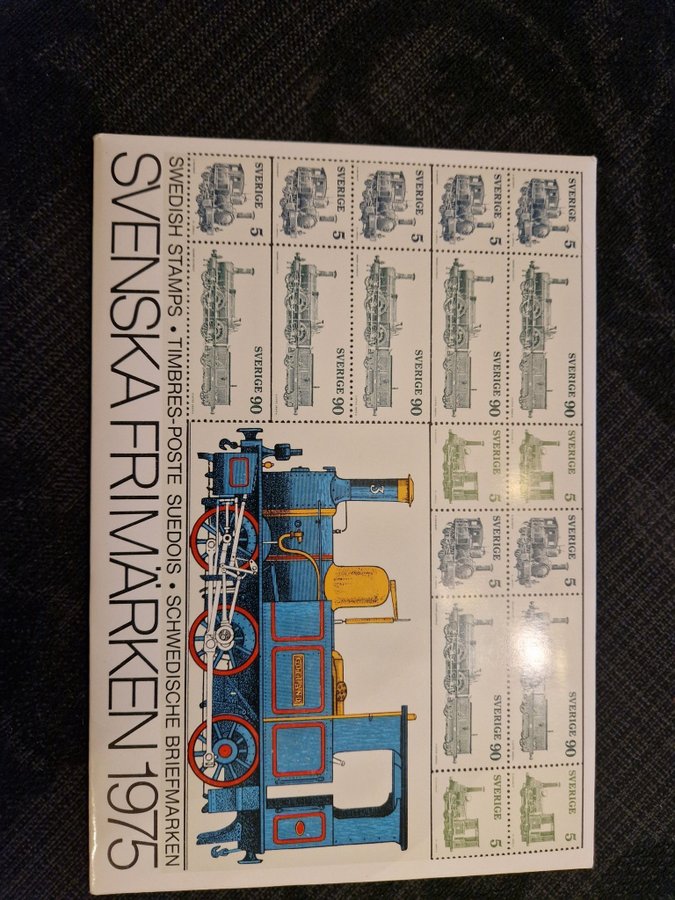 SVERIGE 5 SVERIGE 90 SVERIGE 5 SVERIGE 5 SVERIGE 90 SVERIGE 5
SVERIGE 5 SVERIGE 90 SVERIGE 5 SVERIGE 5 SVERIGE 90 SVERIGE 5
SVERIGE 5 SVERIGE 90
SVERIGE 5 SVERIGE 90
SVERIGE 5 SVERIGE 90
3
SWEDISH STAMPS • TIMBRES-POSTE SUEDOIS • SCHWEDISCHE BRIEFMARKEN
SVENSKA FRIMÄRKEN 1975